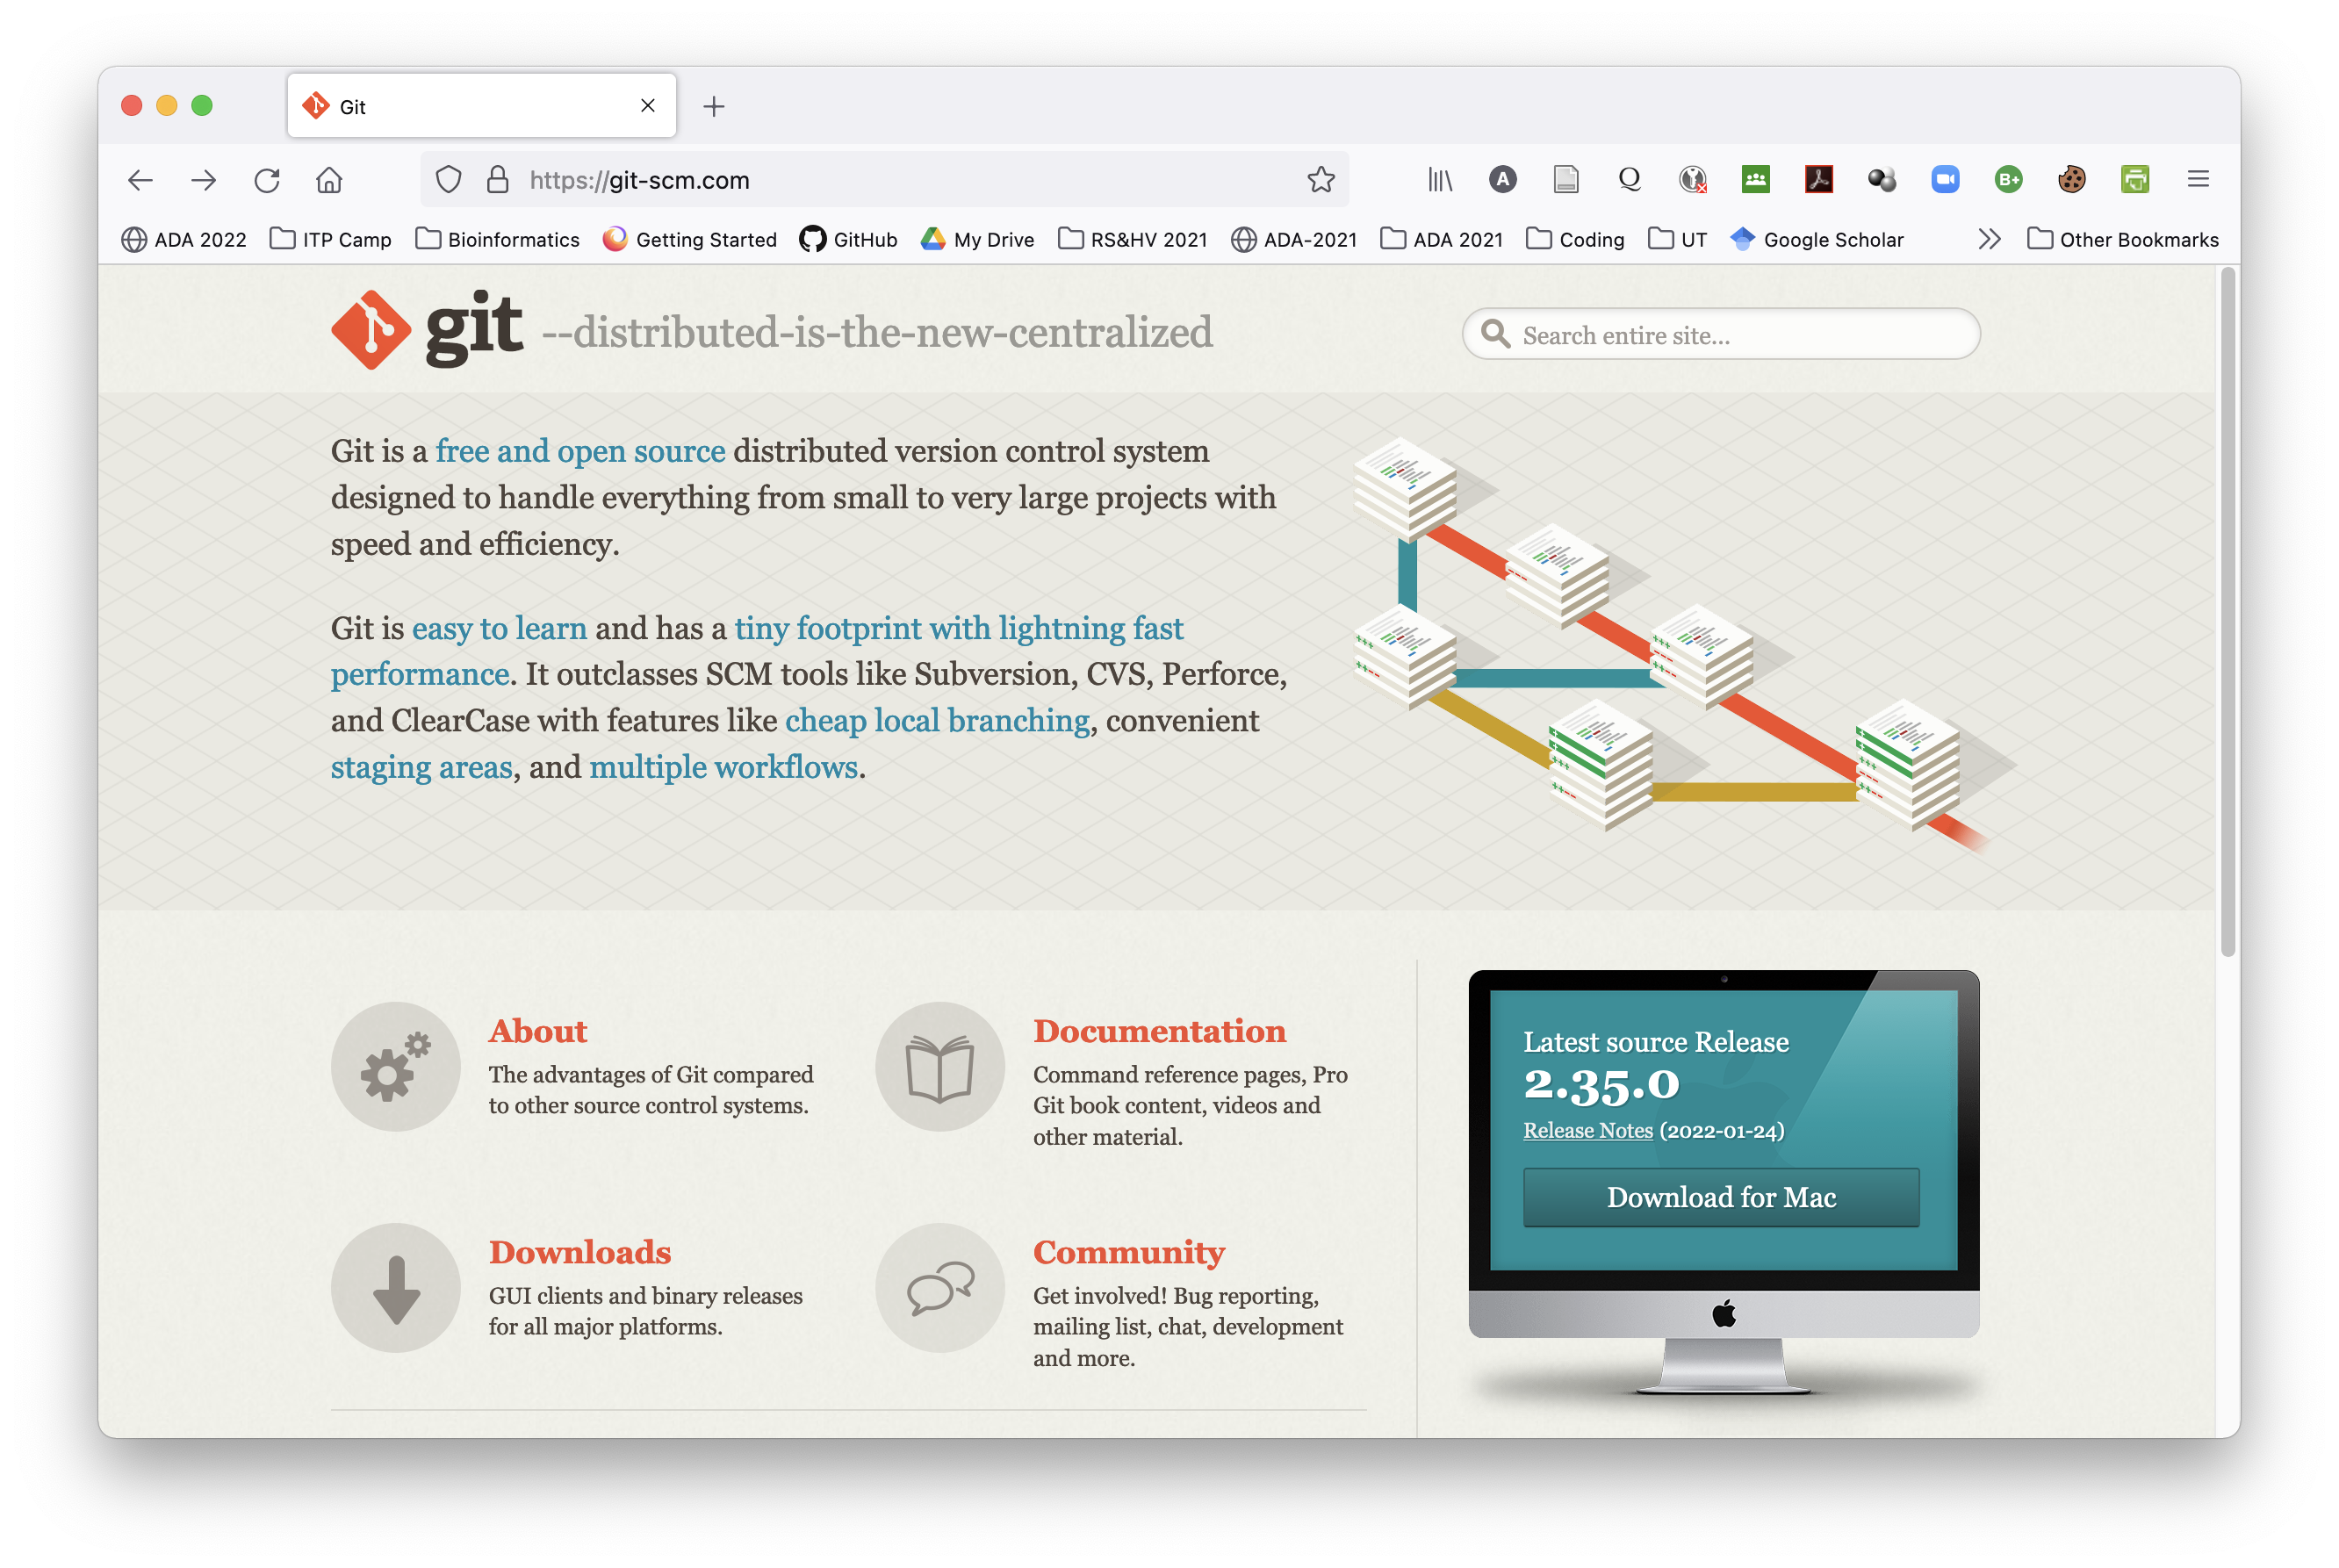 Git
https://git-scm.com
ADA 2022
ITP Camp
Bioinformatics
Getting Started
GitHub
My Drive
RS&HV 2021
ADA-2021
ADA 2021
Coding
UT
Google Scholar
Other Bookmarks
git --distributed-is-the-new-centralized
Search entire site...
Git is a free and open source distributed version control system
designed to handle everything from small to very large projects with
speed and efficiency.
Git is easy to learn and has a tiny footprint with lightning fast
performance. It outclasses SCM tools like Subversion, CVS, Perforce,
and ClearCase with features like cheap local branching, convenient
staging areas, and multiple workflows.
About
The advantages of Git compared
to other source control systems.
Documentation
Command reference pages, Pro
Git book content, videos and
other material.
Downloads
GUI clients and binary releases
for all major platforms.
Community
Get involved! Bug reporting,
mailing list, chat, development
and more.
Latest source Release
2.35.0
Release Notes (2022-01-24)
Download for Mac